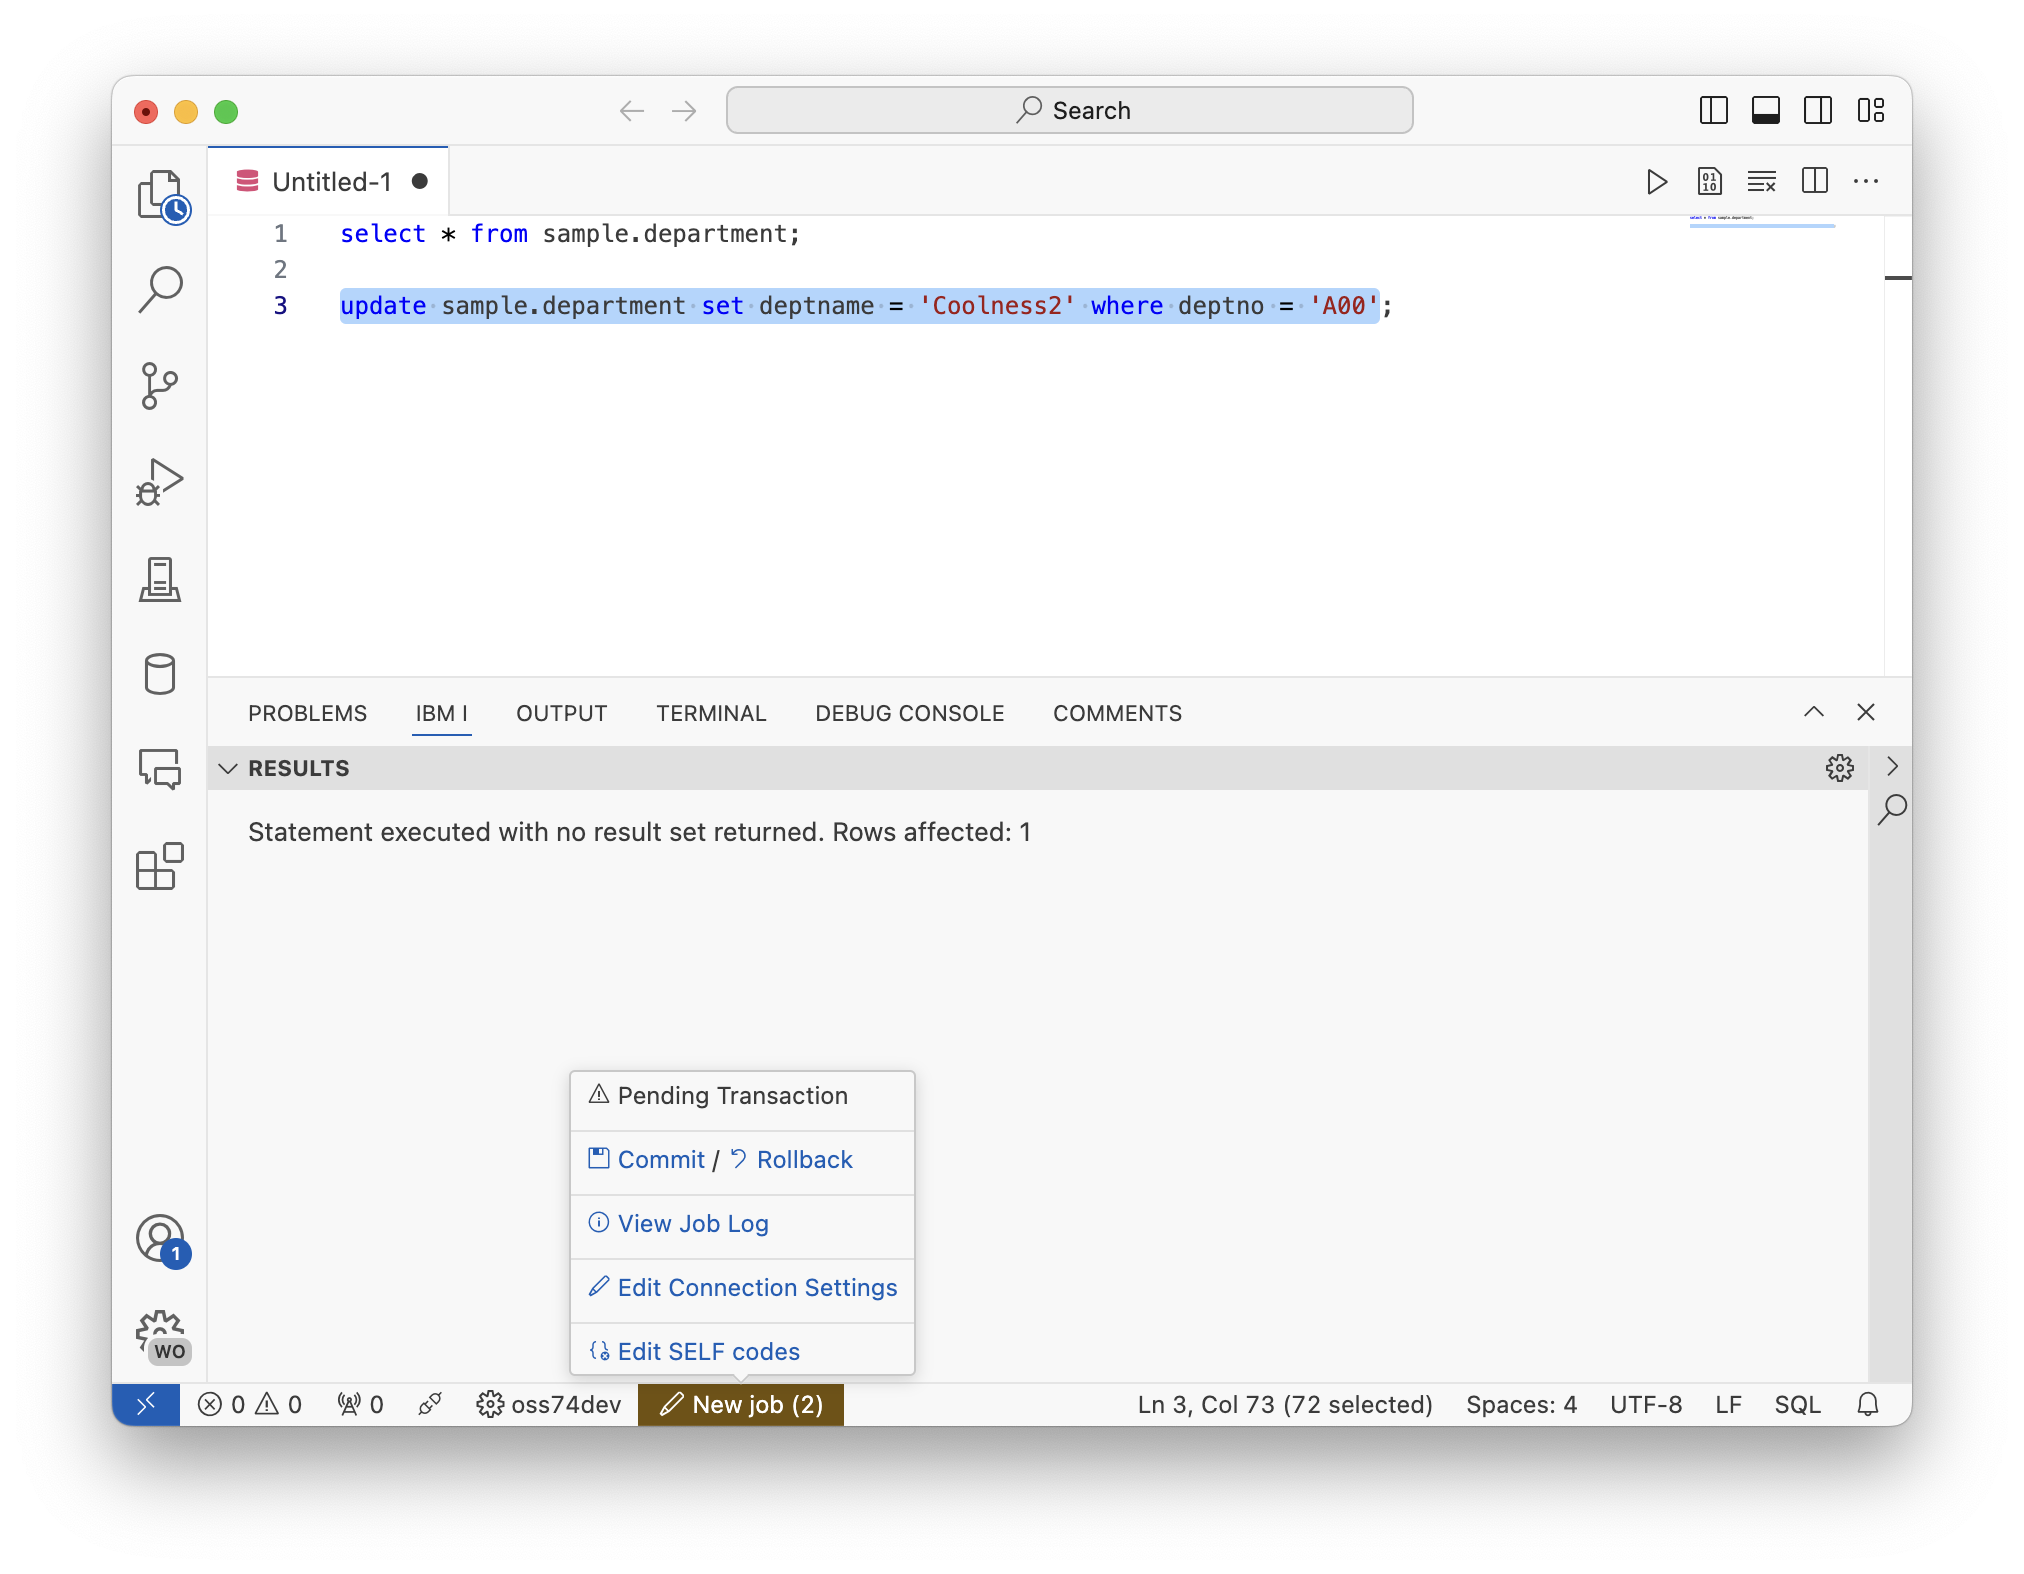 Search
Untitled-1
1 select * from sample.department;
2
3 update sample.department set deptname = 'Coolness2' where deptno = 'A00';
PROBLEMS IBM I OUTPUT TERMINAL DEBUG CONSOLE COMMENTS
RESULTS
Statement executed with no result set returned. Rows affected: 1
Pending Transaction
Commit / Rollback
View Job Log
Edit Connection Settings
Edit SELF codes
1
WO
0 0 0 oss74dev New job (2) Ln 3, Col 73 (72 selected) Spaces: 4 UTF-8 LF SQL